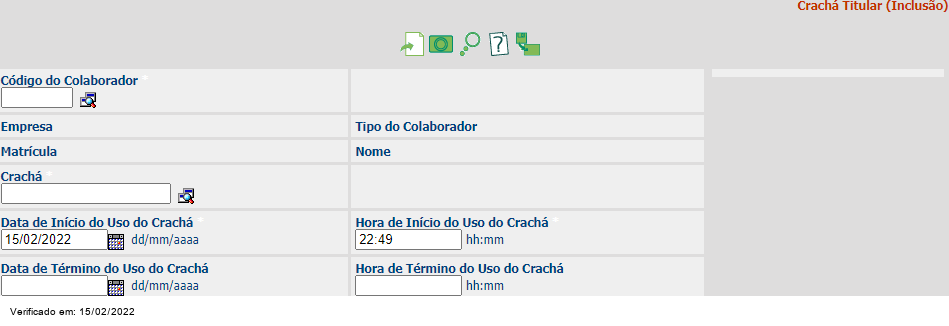 Crachá Titular (Inclusão)
Código do Colaborador *
Empresa
Tipo do Colaborador
Matrícula
Nome
Crachá *
Data de Início do Uso do Crachá *
Hora de Início do Uso do Crachá *
15/02/2022 dd/mm/aaaa
22:49 hh:mm
Data de Término do Uso do Crachá
Hora de Término do Uso do Crachá
dd/mm/aaaa
hh:mm
Verificado em: 15/02/2022